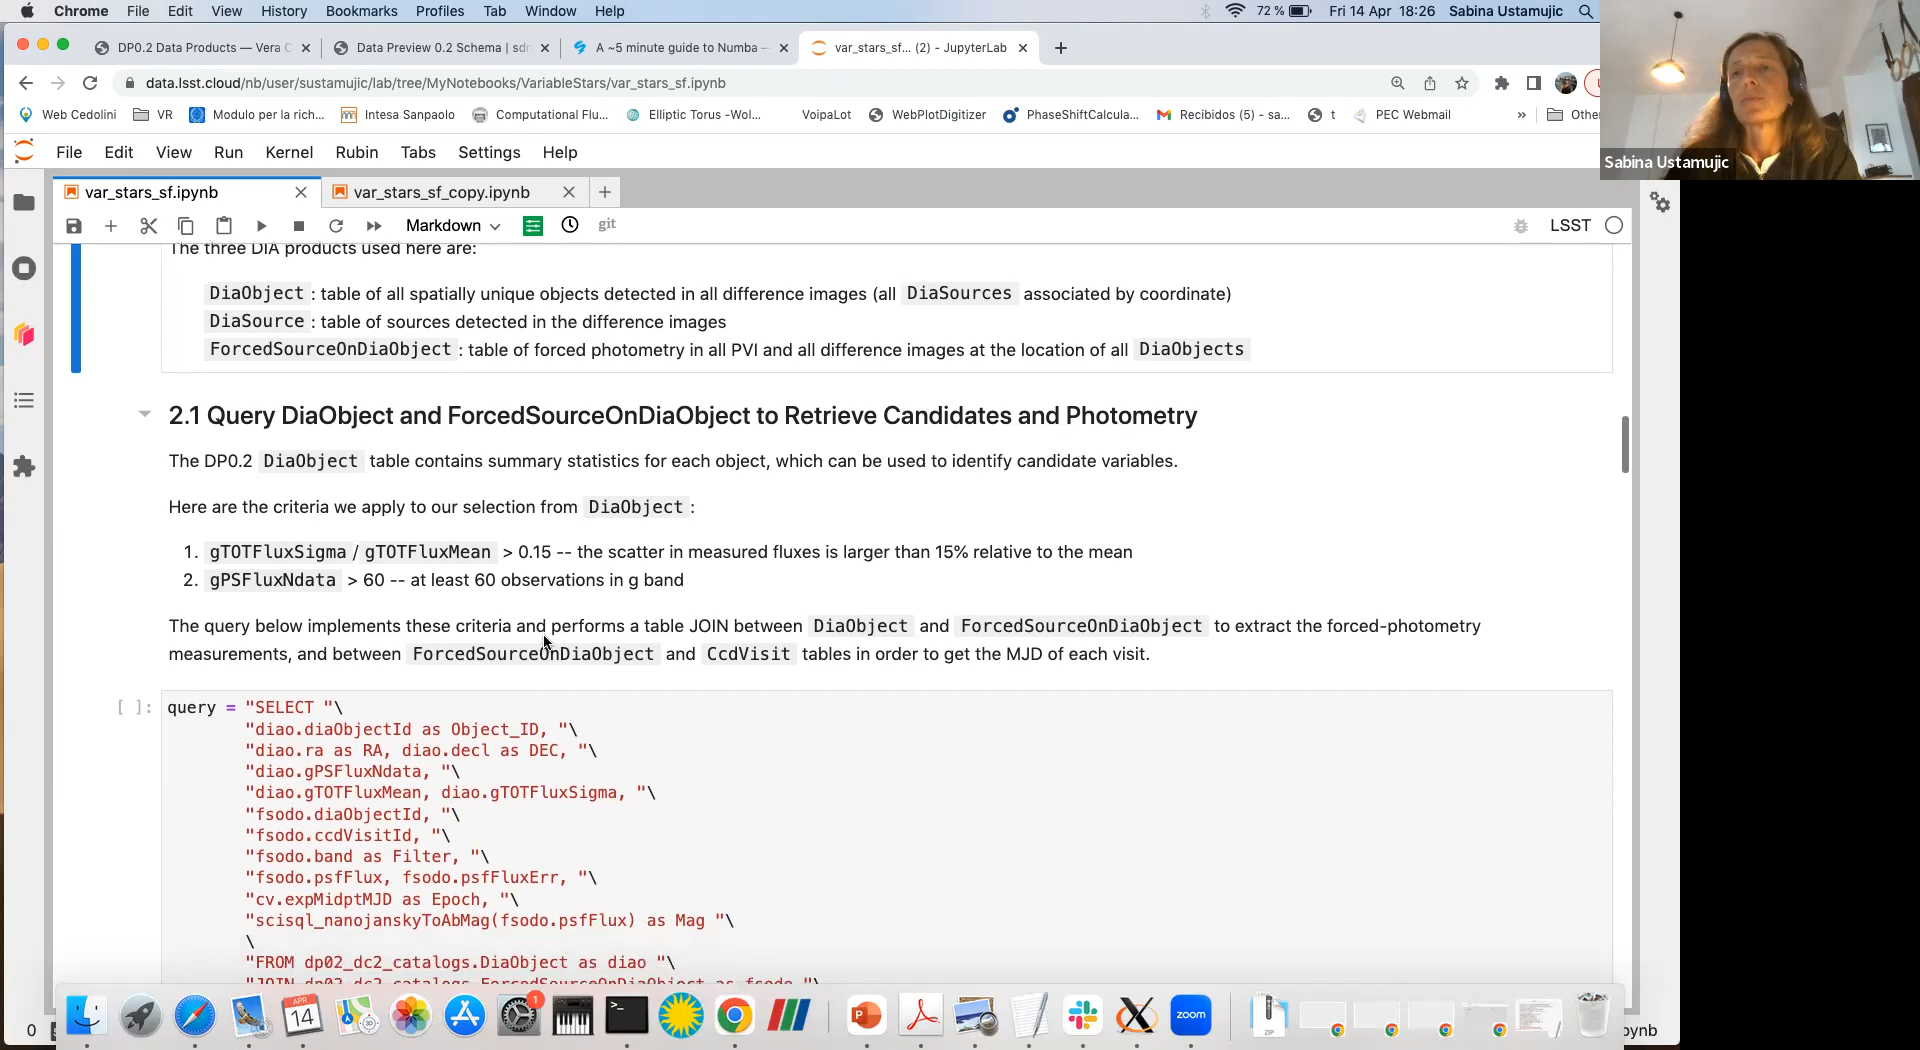 Chrome File Edit View History Bookmarks Profiles Tab Window Help 72 % Fri 14 Apr 18:26 Sabina Ustamujic
DP0.2 Data Products — Vera C Data Preview 0.2 Schema | sdm A ~5 minute guide to Numba — var_stars_sf... (2) - JupyterLab
data.lsst.cloud/nb/user/sustamujic/lab/tree/MyNotebooks/VariableStars/var_stars_sf.ipynb
Web Cedolini VR Modulo per la rich... Intesa Sanpaolo Computational Flu... Elliptic Torus -Wol... VoipaLot WebPlotDigitizer PhaseShiftCalcula... Recibidos (5) - sa... t PEC Webmail » Other
File Edit View Run Kernel Rubin Tabs Settings Help
Sabina Ustamujic
var_stars_sf.ipynb var_stars_sf_copy.ipynb
Markdown git LSST
The three DIA products used here are:
DiaObject : table of all spatially unique objects detected in all difference images (all DiaSources associated by coordinate)
DiaSource : table of sources detected in the difference images
ForcedSourceOnDiaObject : table of forced photometry in all PVI and all difference images at the location of all DiaObjects
2.1 Query DiaObject and ForcedSourceOnDiaObject to Retrieve Candidates and Photometry
The DP0.2 DiaObject table contains summary statistics for each object, which can be used to identify candidate variables.
Here are the criteria we apply to our selection from DiaObject :
1. gTOTFluxSigma / gTOTFluxMean > 0.15 -- the scatter in measured fluxes is larger than 15% relative to the mean
2. gPSFluxNdata > 60 -- at least 60 observations in g band
The query below implements these criteria and performs a table JOIN between DiaObject and ForcedSourceOnDiaObject to extract the forced-photometry
measurements, and between ForcedSourceOnDiaObject and CcdVisit tables in order to get the MJD of each visit.
[ ]: query = "SELECT "\
"diao.diaObjectId as Object_ID, "\
"diao.ra as RA, diao.decl as DEC, "\
"diao.gPSFluxNdata, "\
"diao.gTOTFluxMean, diao.gTOTFluxSigma, "\
"fsodo.diaObjectId, "\
"fsodo.ccdVisitId, "\
"fsodo.band as Filter, "\
"fsodo.psfFlux, fsodo.psfFluxErr, "\
"cv.expMidptMJD as Epoch, "\
"scisql_nanojanskyToAbMag(fsodo.psfFlux) as Mag "\
\
"FROM dp02_dc2_catalogs.DiaObject as diao "\
"JOIN dp02_dc2_catalogs.ForcedSourceOnDiaObject as fsodo "\
APR
14
1
zoom
ZIP
0
ynb